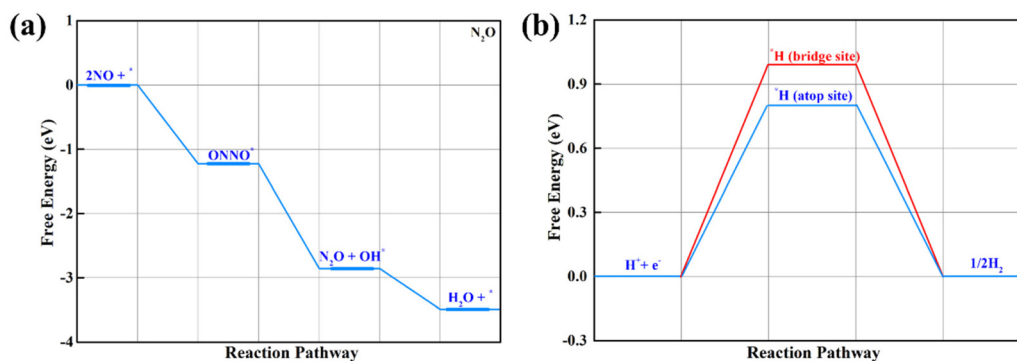 (a)
N₂O
1
0
-1
-2
-3
-4
Free Energy (eV)
2NO + *
ONNO*
N₂O + OH*
H₂O + *
Reaction Pathway
(b)
1.2
0.9
0.6
0.3
0.0
-0.3
Free Energy (eV)
*H (bridge site)
*H (atop site)
H⁺+ e⁻
1/2H₂
Reaction Pathway